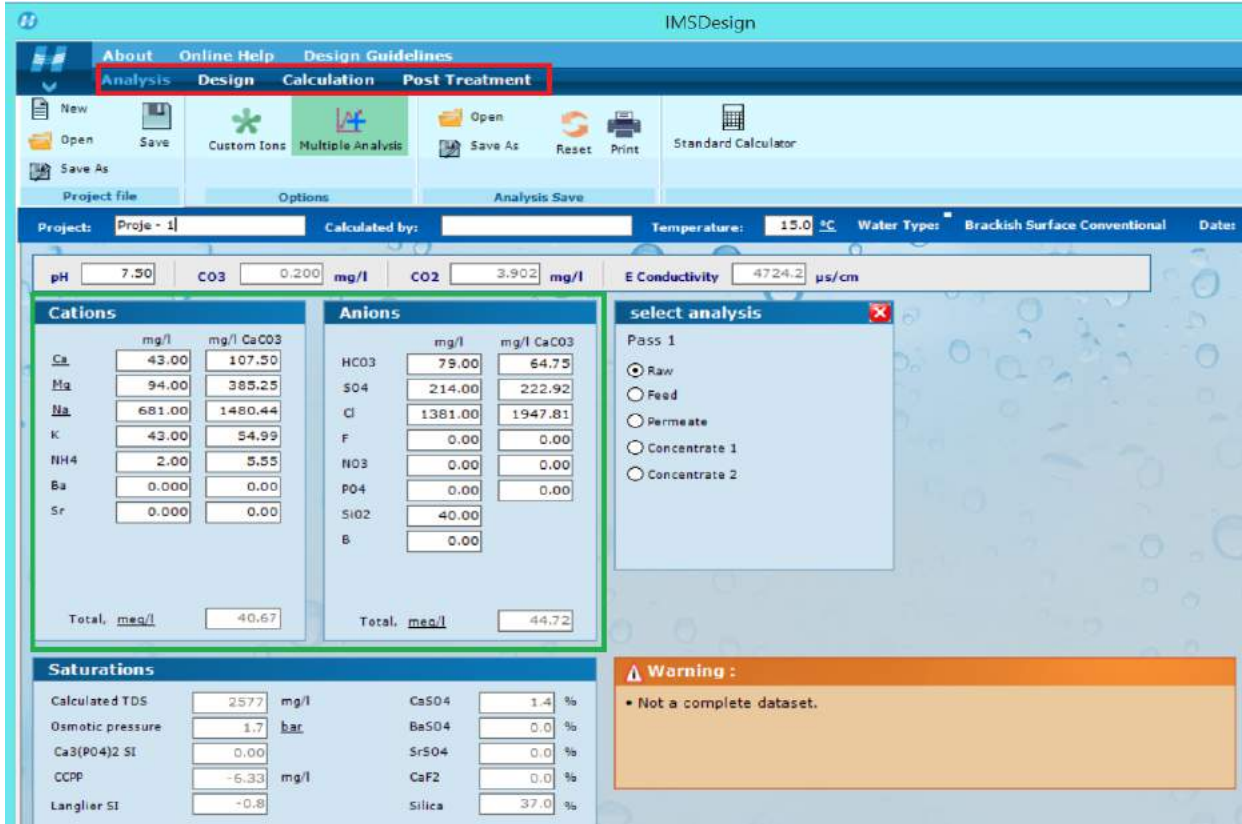 IMSDesign
About Online Help Design Guidelines
Analysis Design Calculation Post Treatment
New
Open
Save As
Save
Project file
Custom Ions Multiple Analysis
Options
Open
Save As
Reset Print
Analysis Save
Standard Calculator
Project: Proje - 1 Calculated by: Temperature: 15.0 °C Water Type: Brackish Surface Conventional Date:
pH 7.50 CO3 0.200 mg/l CO2 3.902 mg/l E Conductivity 4724.2 µs/cm
Cations
mg/l mg/l CaCO3
Ca 43.00 107.50
Mg 94.00 385.25
Na 681.00 1480.44
K 43.00 54.99
NH4 2.00 5.55
Ba 0.000 0.00
Sr 0.000 0.00
Total, meq/l 40.67
Anions
mg/l mg/l CaCO3
HCO3 79.00 64.75
SO4 214.00 222.92
Cl 1381.00 1947.81
F 0.00 0.00
NO3 0.00 0.00
PO4 0.00 0.00
SiO2 40.00
B 0.00
Total, meq/l 44.72
select analysis
Pass 1
Raw
Feed
Permeate
Concentrate 1
Concentrate 2
Saturations
Calculated TDS 2577 mg/l CaSO4 1.4 %
Osmotic pressure 1.7 bar BaSO4 0.0 %
Ca3(PO4)2 SI 0.00 SrSO4 0.0 %
CCPP -6.33 mg/l CaF2 0.0 %
Langlier SI -0.8 Silica 37.0 %
Warning :
• Not a complete dataset.